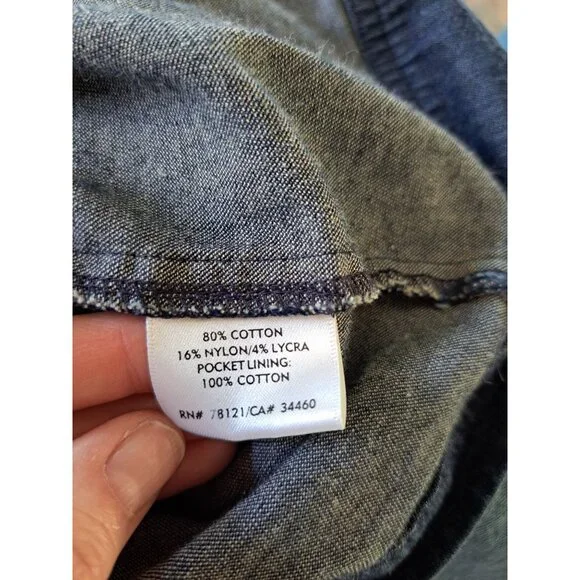 80% COTTON
16% NYLON/4% LYCRA
POCKET LINING:
100% COTTON
RN# 78121/CA# 34460